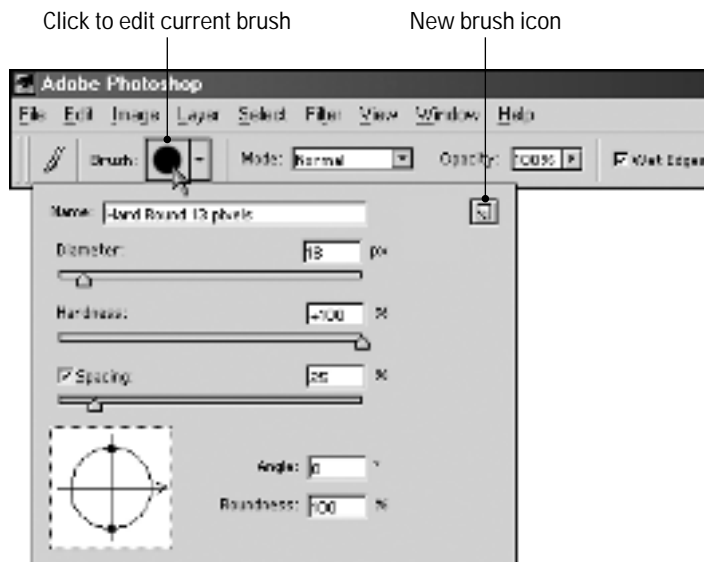 Click to edit current brush New brush icon
Adobe Photoshop
File Edit Image Layer Select Filter View Window Help
Brush: Mode: Normal Opacity: 100% Wet Edges
Name: Hard Round 13 pixels
Diameter: px
Hardness: +100 %
Spacing: 25 %
Angle: 0 °
Roundness: 100 %